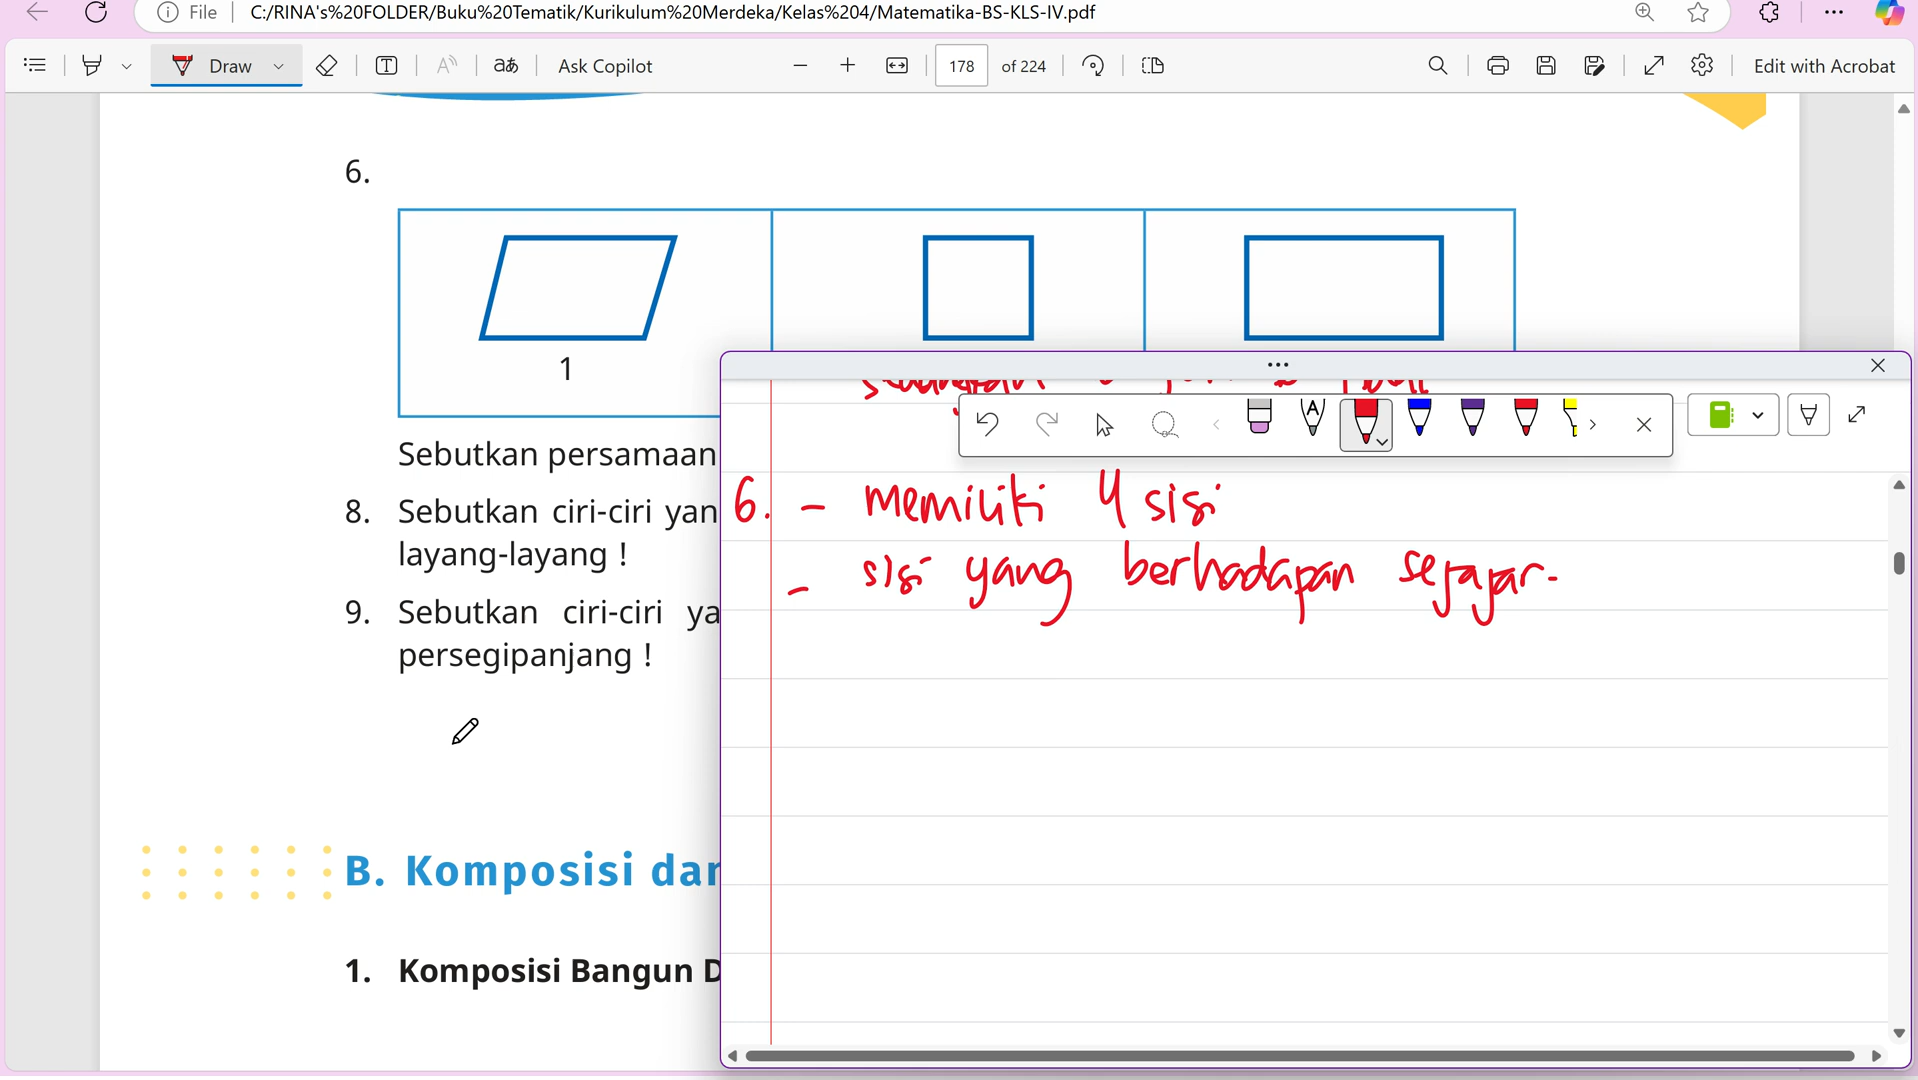 File
C:/RINA's%20FOLDER/Buku%20Tematik/Kurikulum%20Merdeka/Kelas%204/Matematika-BS-KLS-IV.pdf
Draw
T
A
aあ
Ask Copilot
178
of 224
Edit with Acrobat
6.
1
Sebutkan persamaan
8. Sebutkan ciri-ciri yan
layang-layang !
9. Sebutkan ciri-ciri ya
persegipanjang !
B. Komposisi dar
1. Komposisi Bangun D
A
6. - memiliki 4 sisi
- sisi yang berhadapan sejajar.